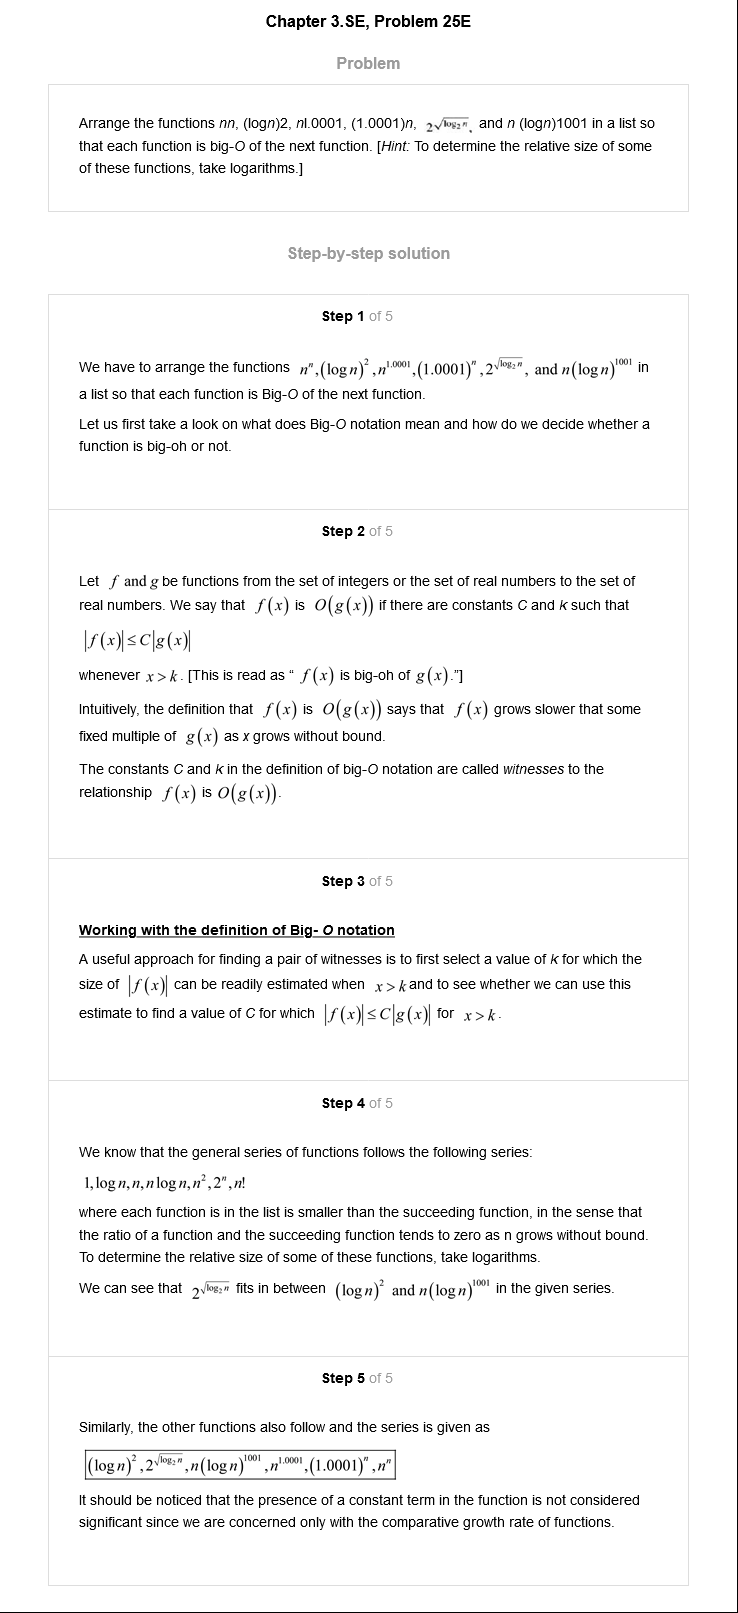 Chapter 3.SE, Problem 25E
Problem
Arrange the functions nn, (logn)2, nl.0001, (1.0001)n, 2^√(log₂ n), and n (logn)1001 in a list so
that each function is big-O of the next function. [Hint: To determine the relative size of some
of these functions, take logarithms.]
Step-by-step solution
Step 1 of 5
We have to arrange the functions nⁿ,(log n)²,n^1.0001,(1.0001)ⁿ,2^√(log₂ n), and n(log n)^1001 in
a list so that each function is Big-O of the next function.
Let us first take a look on what does Big-O notation mean and how do we decide whether a
function is big-oh or not.
Step 2 of 5
Let f and g be functions from the set of integers or the set of real numbers to the set of
real numbers. We say that f(x) is O(g(x)) if there are constants C and k such that
|f(x)|≤C|g(x)|
whenever x>k. [This is read as “ f(x) is big-oh of g(x).”]
Intuitively, the definition that f(x) is O(g(x)) says that f(x) grows slower that some
fixed multiple of g(x) as x grows without bound.
The constants C and k in the definition of big-O notation are called witnesses to the
relationship f(x) is O(g(x)).
Step 3 of 5
Working with the definition of Big- O notation
A useful approach for finding a pair of witnesses is to first select a value of k for which the
size of |f(x)| can be readily estimated when x>k and to see whether we can use this
estimate to find a value of C for which |f(x)|≤C|g(x)| for x>k.
Step 4 of 5
We know that the general series of functions follows the following series:
1,log n,n,n log n,n²,2ⁿ,n!
where each function is in the list is smaller than the succeeding function, in the sense that
the ratio of a function and the succeeding function tends to zero as n grows without bound.
To determine the relative size of some of these functions, take logarithms.
We can see that 2^√(log₂ n) fits in between (log n)² and n(log n)^1001 in the given series.
Step 5 of 5
Similarly, the other functions also follow and the series is given as
(log n)²,2^√(log₂ n),n(log n)^1001,n^1.0001,(1.0001)ⁿ,nⁿ
It should be noticed that the presence of a constant term in the function is not considered
significant since we are concerned only with the comparative growth rate of functions.